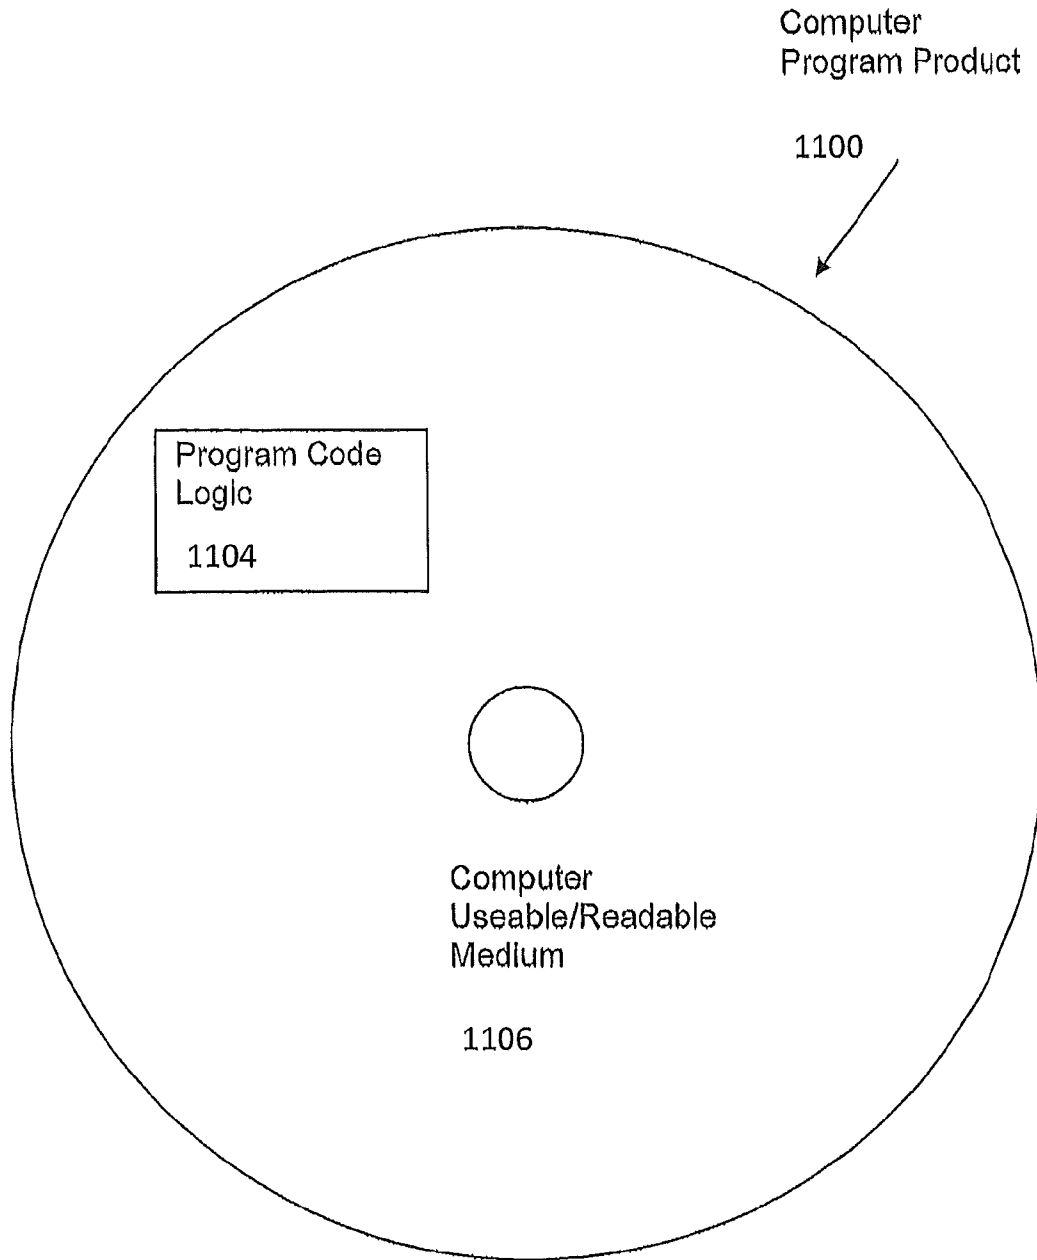 Computer
Program Product
1100
Program Code
Logic
1104
Computer
Useable/Readable
Medium
1106